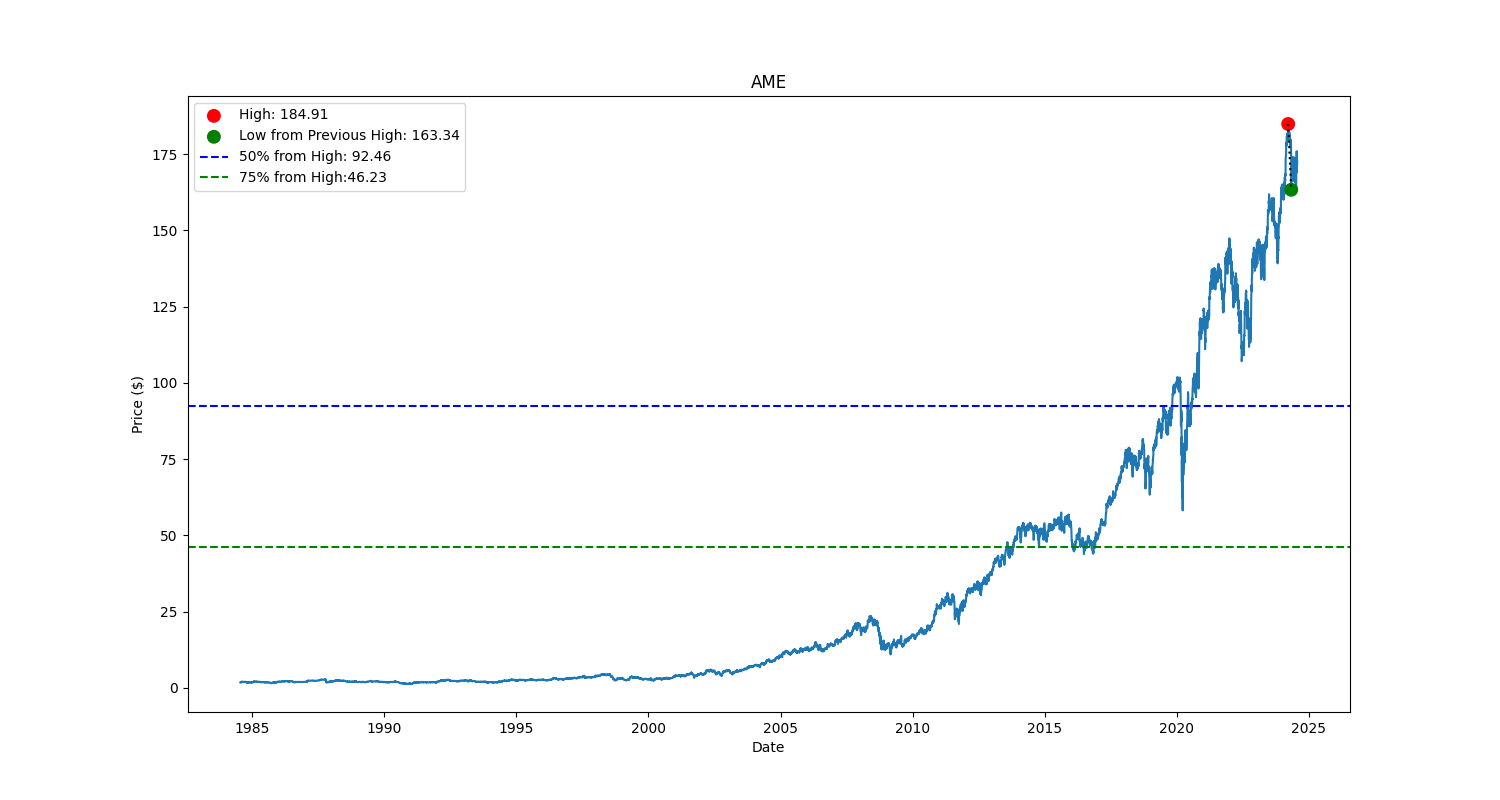 AME
High: 184.91
Low from Previous High: 163.34
50% from High: 92.46
75% from High:46.23
Price ($)
175
150
125
100
75
50
25
0
1985 1990 1995 2000 2005 2010 2015 2020 2025
Date